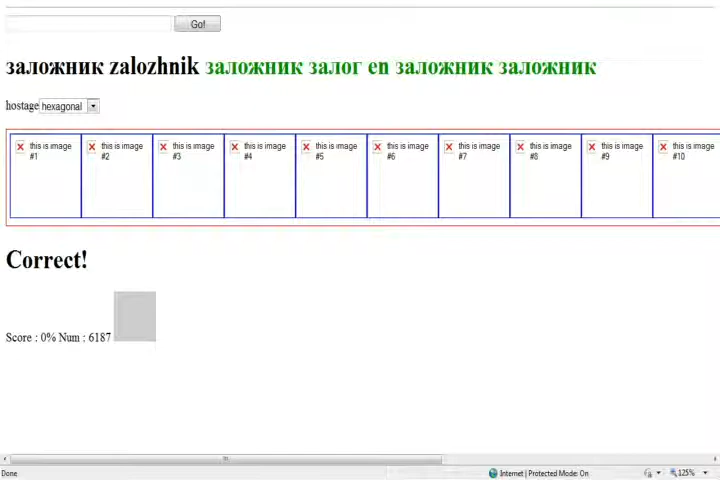 Go!
заложник zalozhnik заложник залог en заложник заложник
hostage hexagonal
this is image #1 this is image #2 this is image #3 this is image #4 this is image #5 this is image #6 this is image #7 this is image #8 this is image #9 this is image #10
Correct!
Score : 0% Num : 6187
Done Internet | Protected Mode: On 125%